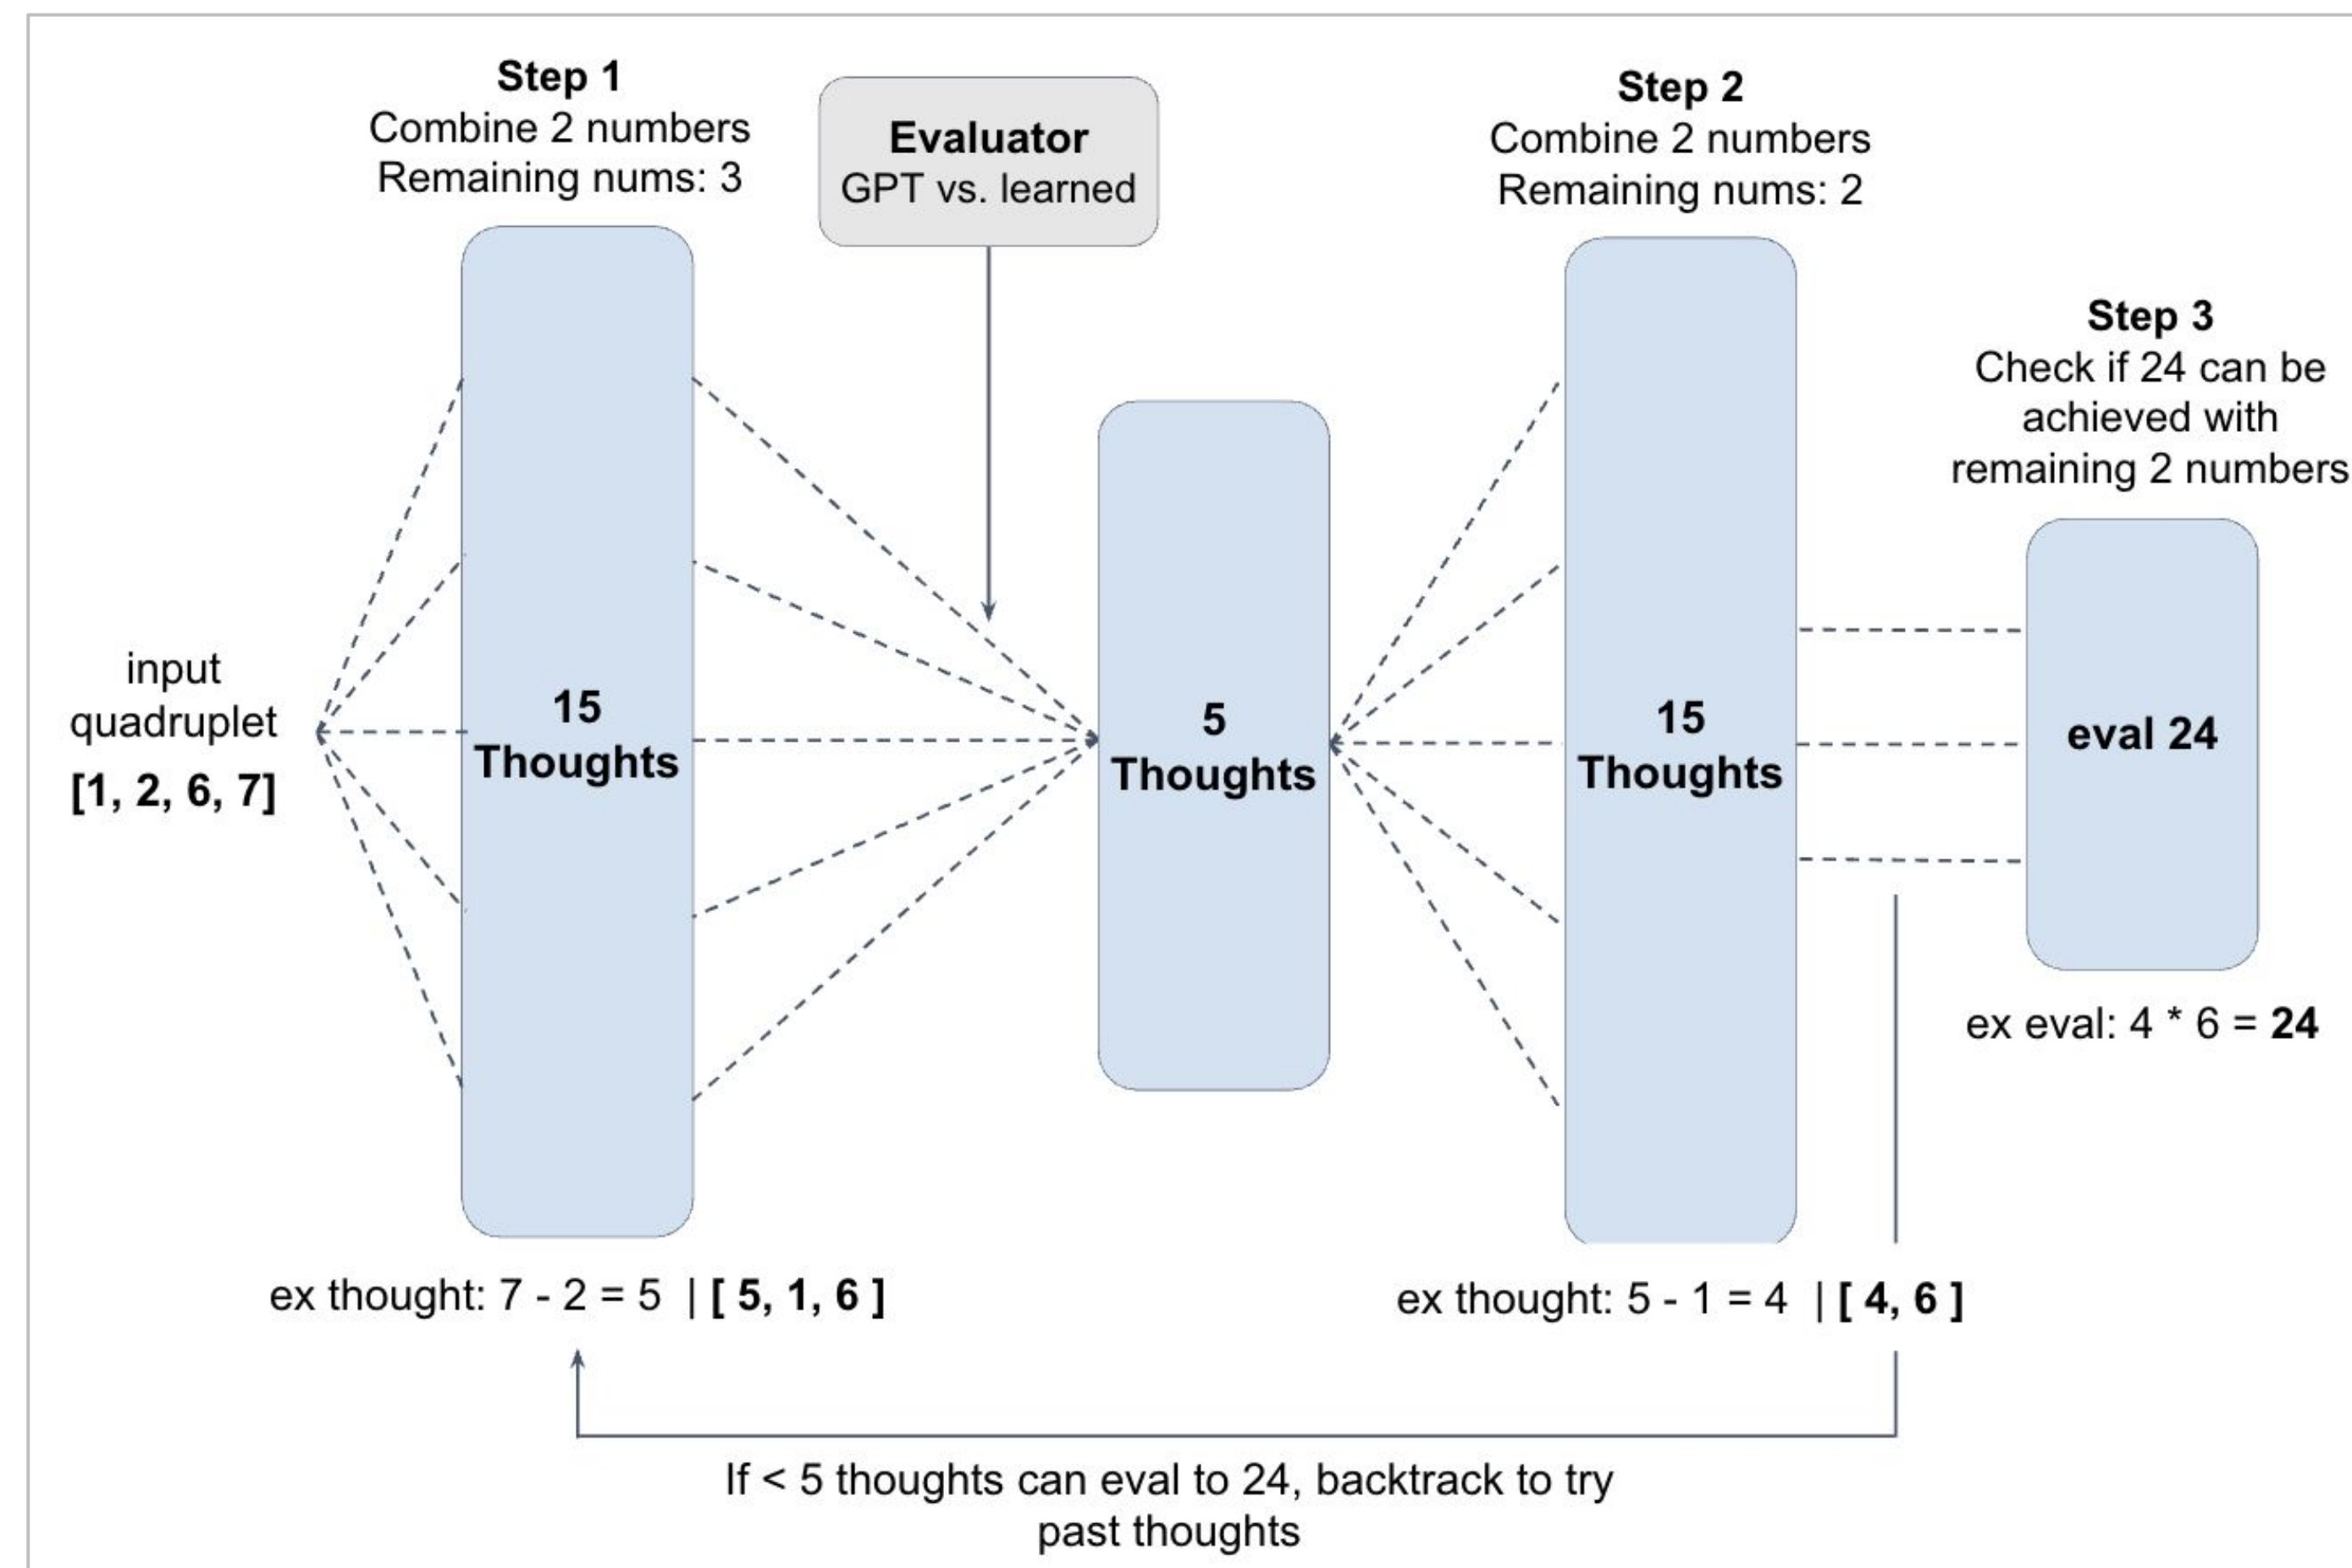 Step 1
Combine 2 numbers
Remaining nums: 3
Evaluator
GPT vs. learned
Step 2
Combine 2 numbers
Remaining nums: 2
Step 3
Check if 24 can be
achieved with
remaining 2 numbers
input
quadruplet
[1, 2, 6, 7]
15
Thoughts
5
Thoughts
15
Thoughts
eval 24
ex eval: 4 * 6 = 24
ex thought: 7 - 2 = 5 | [ 5, 1, 6 ]
ex thought: 5 - 1 = 4 | [ 4, 6 ]
If < 5 thoughts can eval to 24, backtrack to try
past thoughts